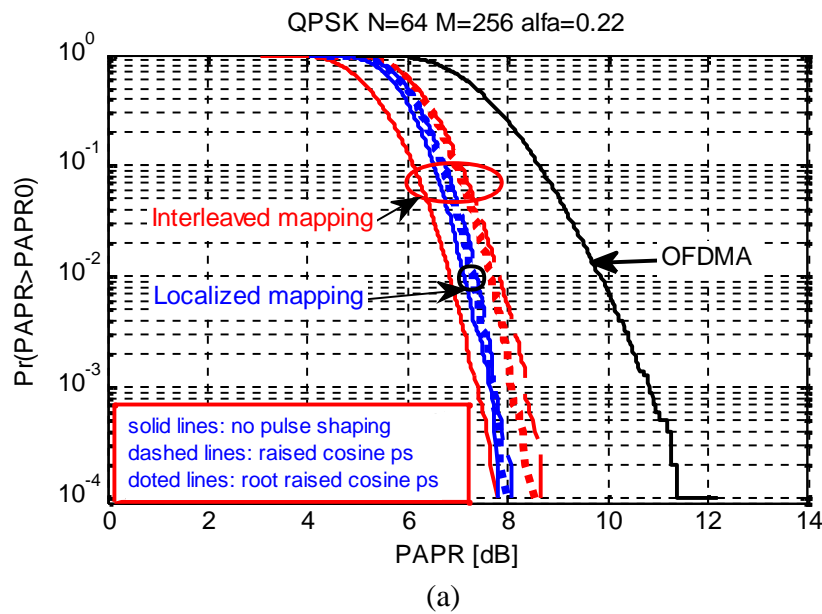 QPSK N=64 M=256 alfa=0.22
Pr(PAPR>PAPR0)
10^0
10^-1
10^-2
10^-3
10^-4
Interleaved mapping
Localized mapping
OFDMA
solid lines: no pulse shaping
dashed lines: raised cosine ps
doted lines: root raised cosine ps
0 2 4 6 8 10 12 14
PAPR [dB]
(a)